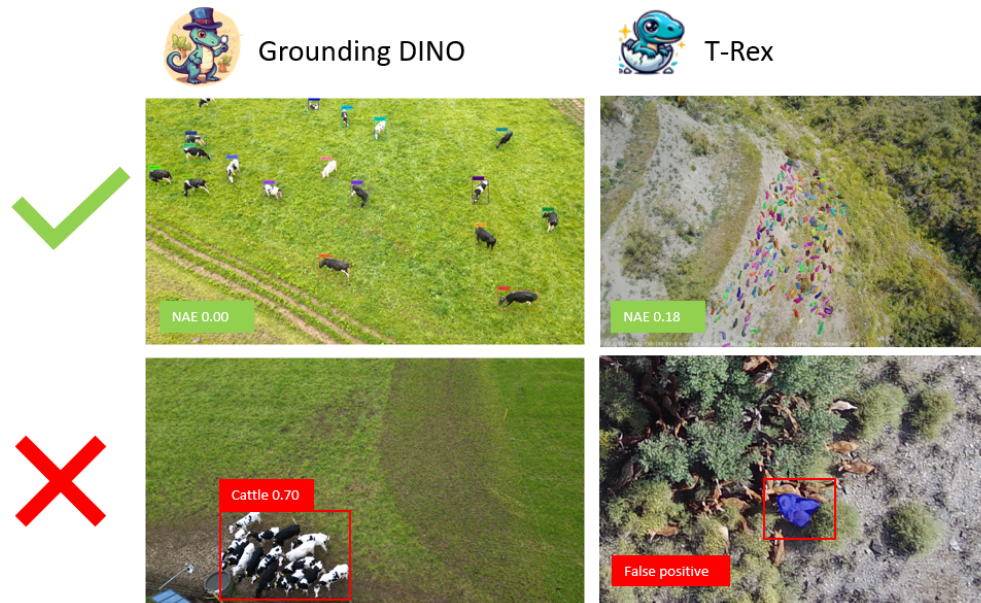 Grounding DINO
T-Rex
NAE 0.00
NAE 0.18
Cattle 0.70
False positive